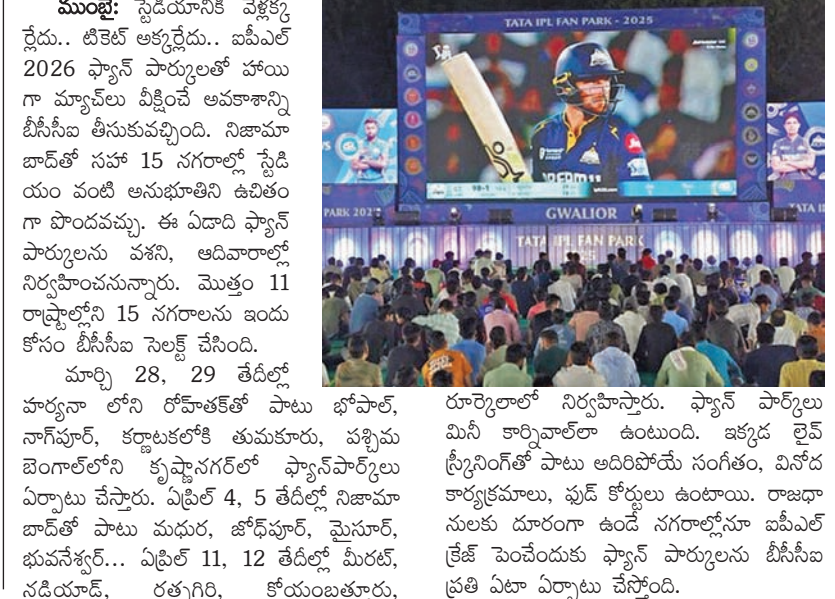 ముంబై: స్టేడియానికి వెళ్లక్క
ర్లేదు.. టికెట్ అక్కర్లేదు.. ఐపీఎల్
2026 ఫ్యాన్ పార్కులతో హాయి
గా మ్యాచ్‌లు వీక్షించే అవకాశాన్ని
బీసీసీఐ తీసుకువచ్చింది. నిజామా
బాద్‌తో సహా 15 నగరాల్లో స్టేడి
యం వంటి అనుభూతిని ఉచితం
గా పొందవచ్చు. ఈ ఏడాది ఫ్యాన్
పార్కులను వశని, ఆదివారాల్లో
నిర్వహించనున్నారు. మొత్తం 11
రాష్ట్రాల్లోని 15 నగరాలను ఇందు
కోసం బీసీసీఐ సెలక్ట్ చేసింది.
మార్చి 28, 29 తేదీల్లో
హర్యనా లోని రోహ్‌తక్‌తో పాటు భోపాల్,
నాగ్‌పూర్, కర్ణాటకలోకి తుమకూరు, పశ్చిమ
బెంగాల్‌లోని కృష్ణానగర్‌లో ఫ్యాన్‌పార్క్‌లు
ఏర్పాటు చేస్తారు. ఏప్రిల్ 4, 5 తేదీల్లో నిజామా
బాద్‌తో పాటు మధుర, జోధ్‌పూర్, మైసూర్,
భువనేశ్వర్... ఏప్రిల్ 11, 12 తేదీల్లో మీరట్,
నడియాడ్, రత్నగిరి, కోయంబత్తూరు,
TATA IPL FAN PARK - 2025
GWALIOR
TATA IPL FAN PARK
రూర్కెలాలో నిర్వహిస్తారు. ఫ్యాన్ పార్క్‌లు
మినీ కార్నివాల్‌లా ఉంటుంది. ఇక్కడ లైవ్
స్క్రీనింగ్‌తో పాటు అదిరిపోయే సంగీతం, వినోద
కార్యక్రమాలు, ఫుడ్ కోర్టులు ఉంటాయి. రాజధా
నులకు దూరంగా ఉండే నగరాల్లోనూ ఐపీఎల్
క్రేజ్ పెంచేందుకు ఫ్యాన్ పార్కులను బీసీసీఐ
ప్రతి ఏటా ఏర్పాటు చేస్తోంది.